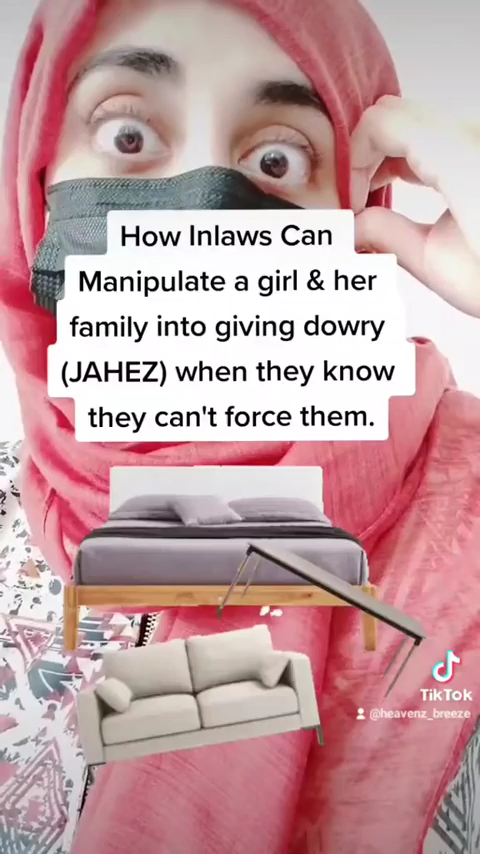 How Inlaws Can
Manipulate a girl & her
family into giving dowry
(JAHEZ) when they know
they can't force them.
TikTok
@heavenz_breeze